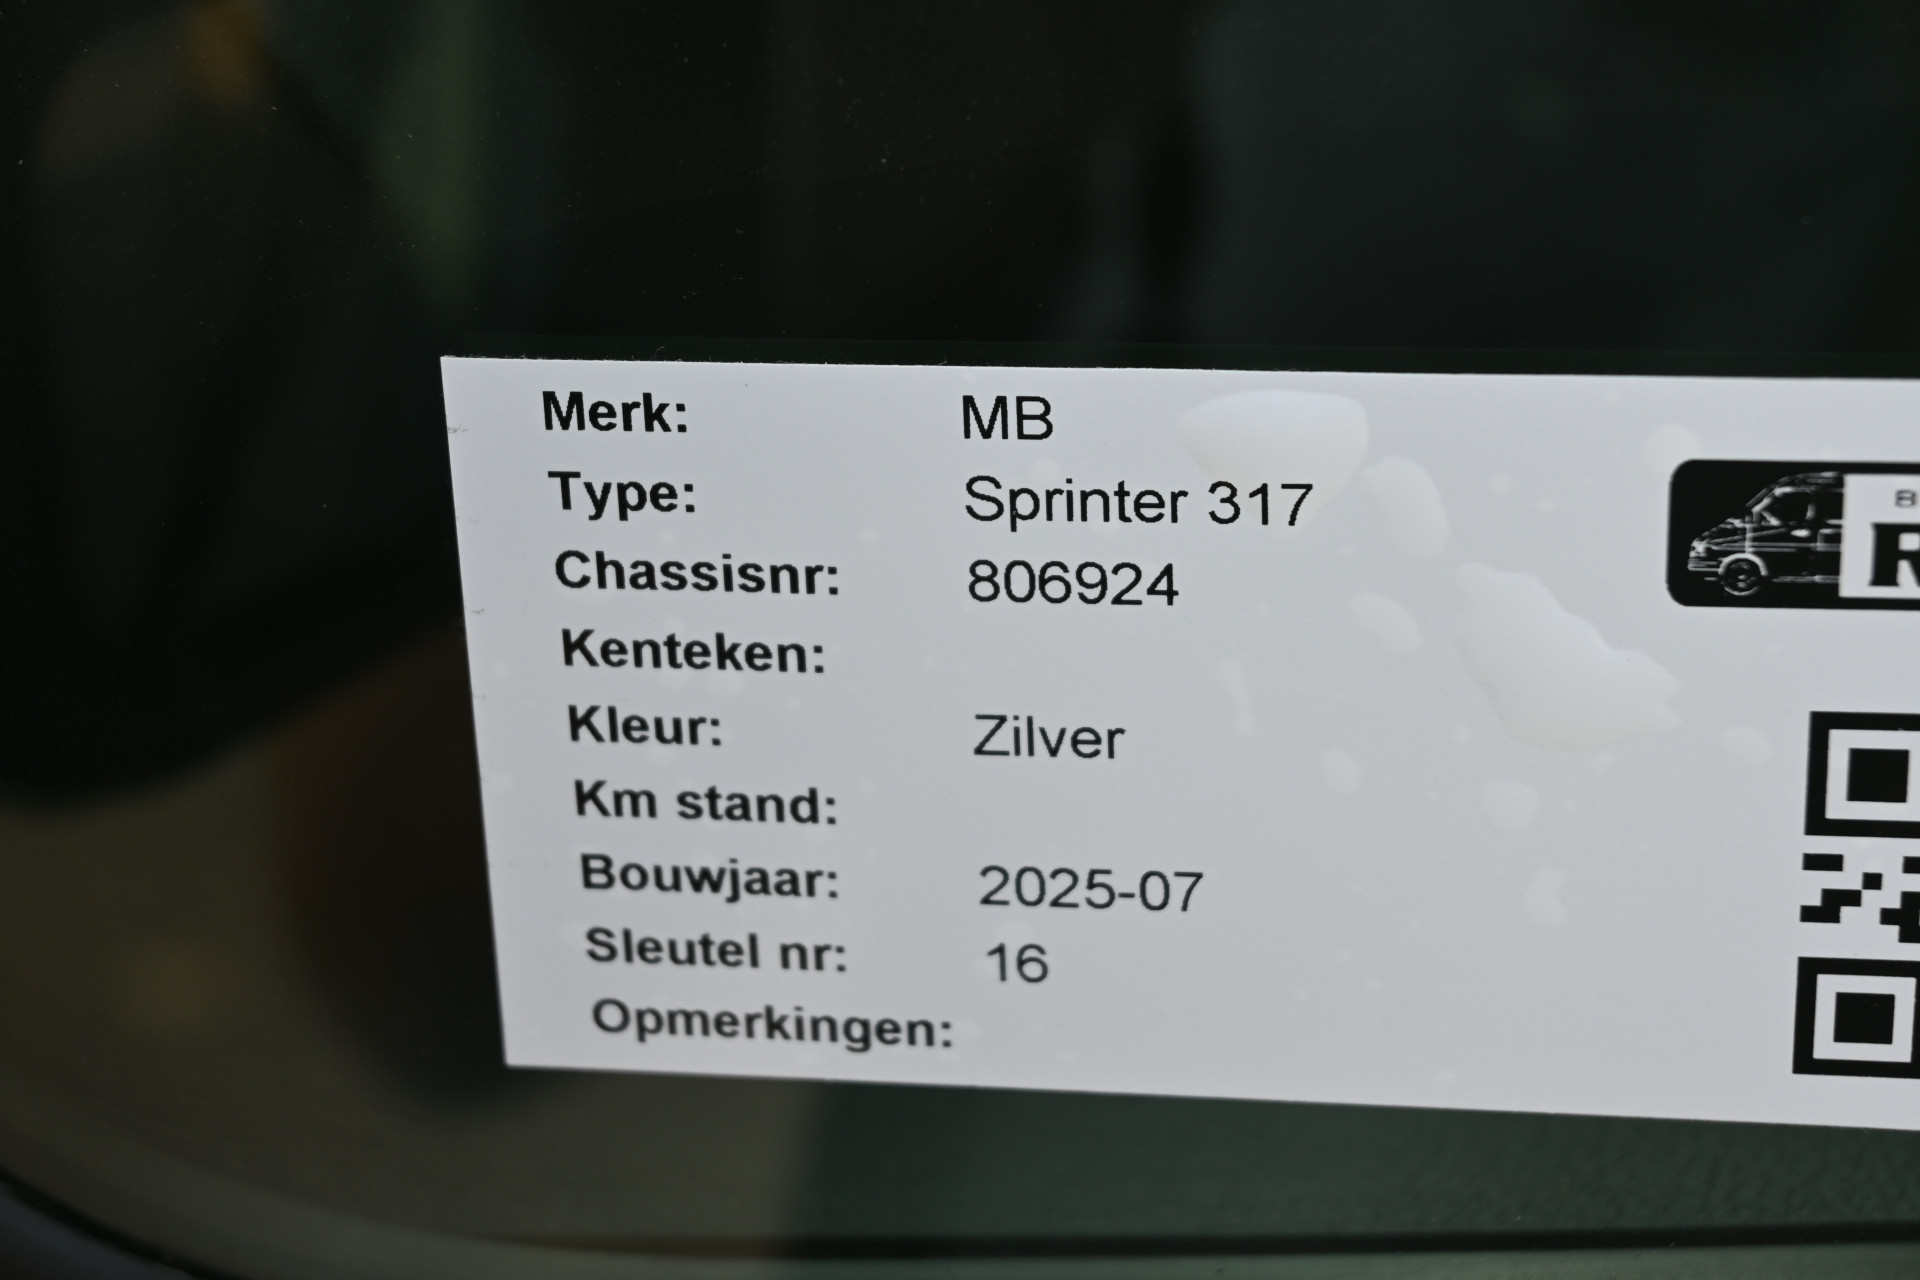 Merk: MB
Type: Sprinter 317
Chassisnr: 806924
Kenteken:
Kleur: Zilver
Km stand:
Bouwjaar: 2025-07
Sleutel nr: 16
Opmerkingen: